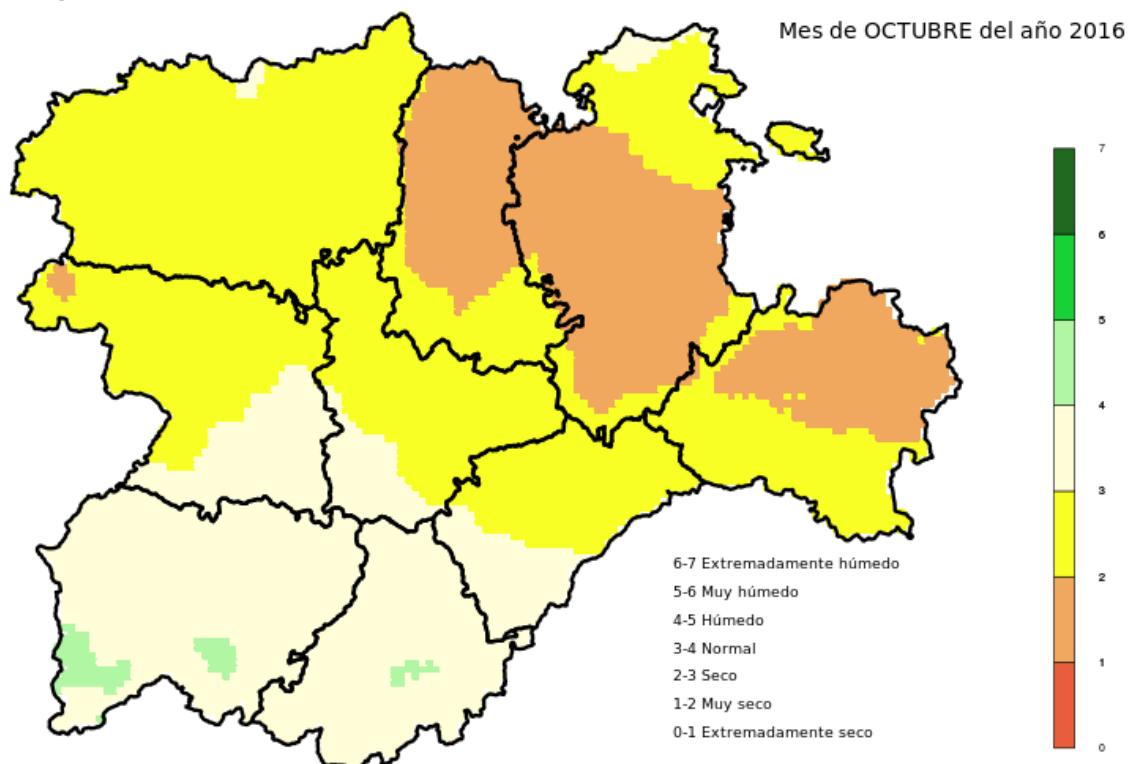 Mes de OCTUBRE del año 2016
7
6
5
4
3
2
1
0
6-7 Extremadamente húmedo
5-6 Muy húmedo
4-5 Húmedo
3-4 Normal
2-3 Seco
1-2 Muy seco
0-1 Extremadamente seco